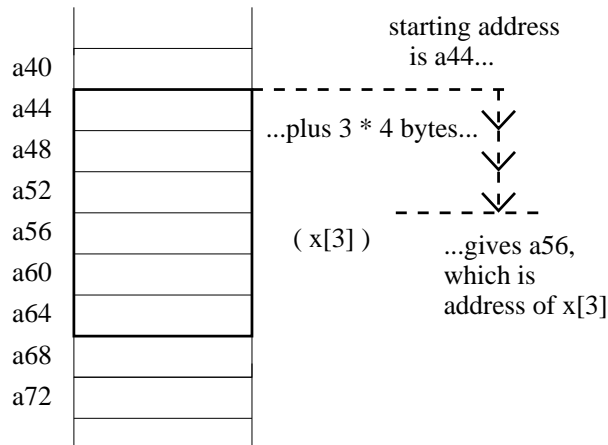 starting address
is a44...
a40
a44
...plus 3 * 4 bytes...
a48
a52
a56
( x[3] )
...gives a56,
which is
address of x[3]
a60
a64
a68
a72